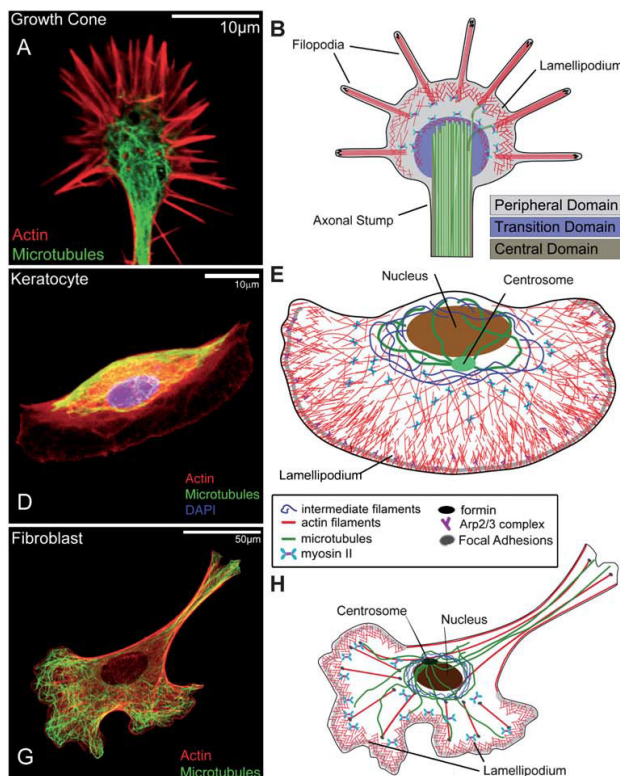 Growth Cone
10μm
A
Actin
Microtubules
B
Filopodia
Lamellipodium
Axonal Stump
Peripheral Domain
Transition Domain
Central Domain
Keratocyte
10μm
D
Actin
Microtubules
DAPI
E
Nucleus
Centrosome
Lamellipodium
intermediate filaments
actin filaments
microtubules
myosin II
formin
Arp2/3 complex
Focal Adhesions
Fibroblast
50μm
G
Actin
Microtubules
H
Centrosome
Nucleus
Lamellipodium